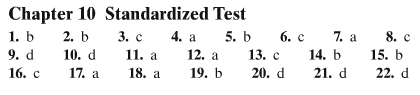 Chapter 10 Standardized Test
1. b 2. b 3. c 4. a 5. b 6. c 7. a 8. c
9. d 10. d 11. a 12. a 13. c 14. b 15. b
16. c 17. a 18. a 19. b 20. d 21. d 22. d